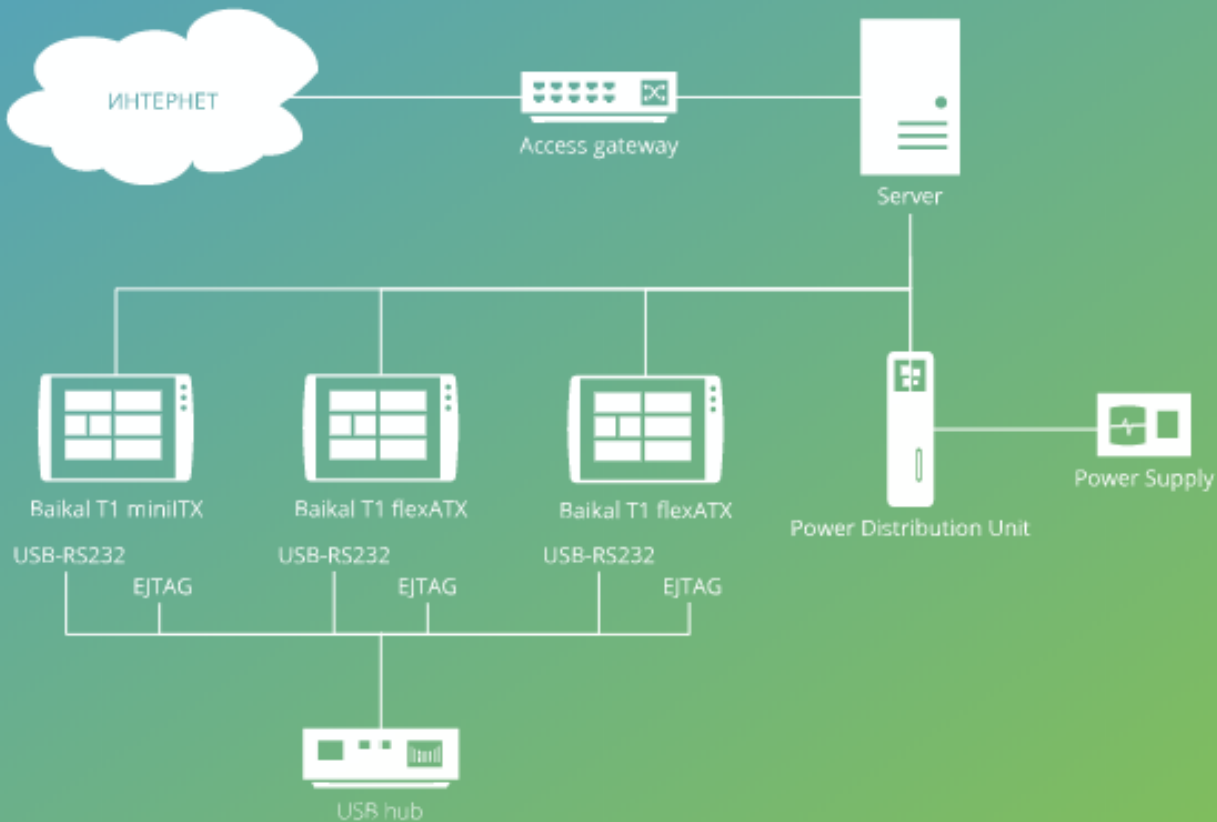 ИНТЕРНЕТ
Access gateway
Server
Baikal T1 miniITX
Baikal T1 flexATX
Baikal T1 flexATX
Power Distribution Unit
Power Supply
USB-RS232
EJTAG
USB-RS232
EJTAG
USB-RS232
EJTAG
USB hub